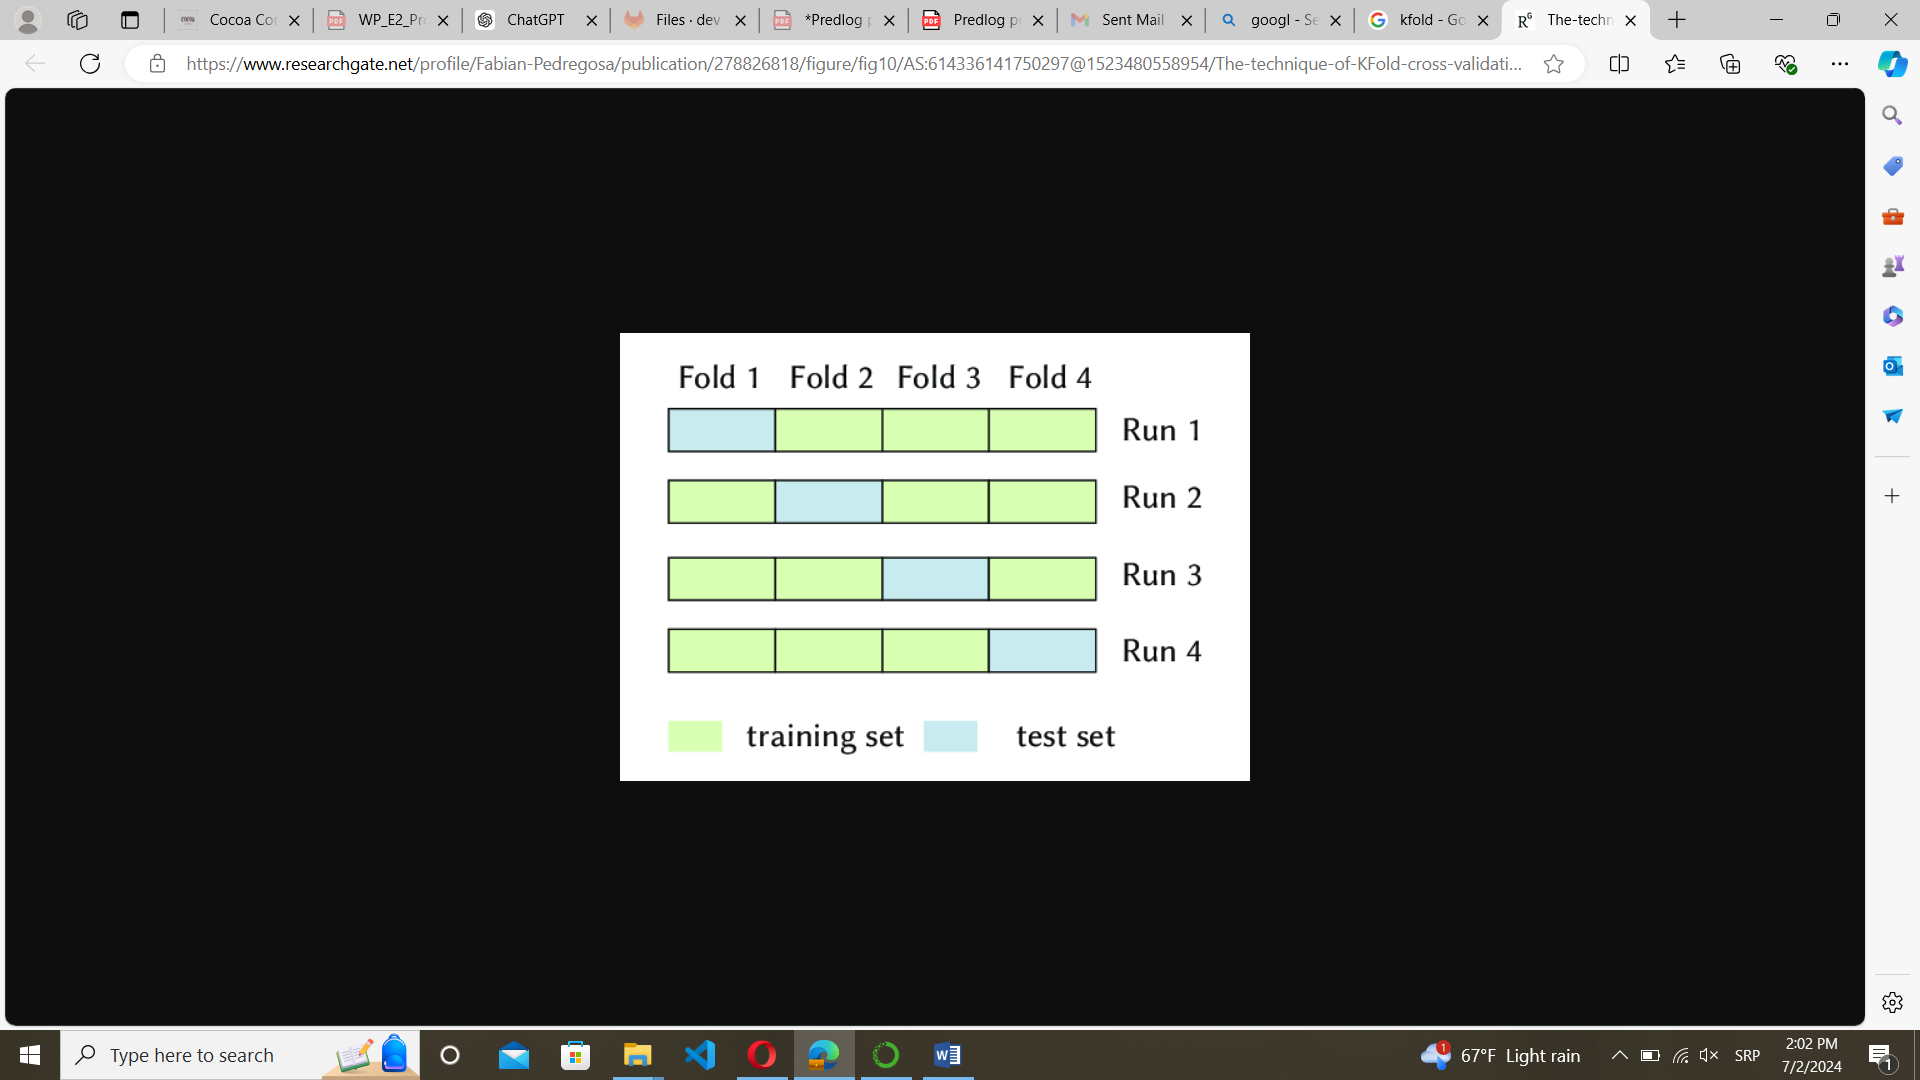 Cocoa Cor
WP_E2_Pr
ChatGPT
Files · dev
*Predlog p
Predlog p
Sent Mail
googl - Se
kfold - Go
The-techn
https://www.researchgate.net/profile/Fabian-Pedregosa/publication/278826818/figure/fig10/AS:614336141750297@1523480558954/The-technique-of-KFold-cross-validati...
Fold 1 Fold 2 Fold 3 Fold 4
Run 1
Run 2
Run 3
Run 4
training set test set
Type here to search
67°F Light rain
SRP
2:02 PM
7/2/2024